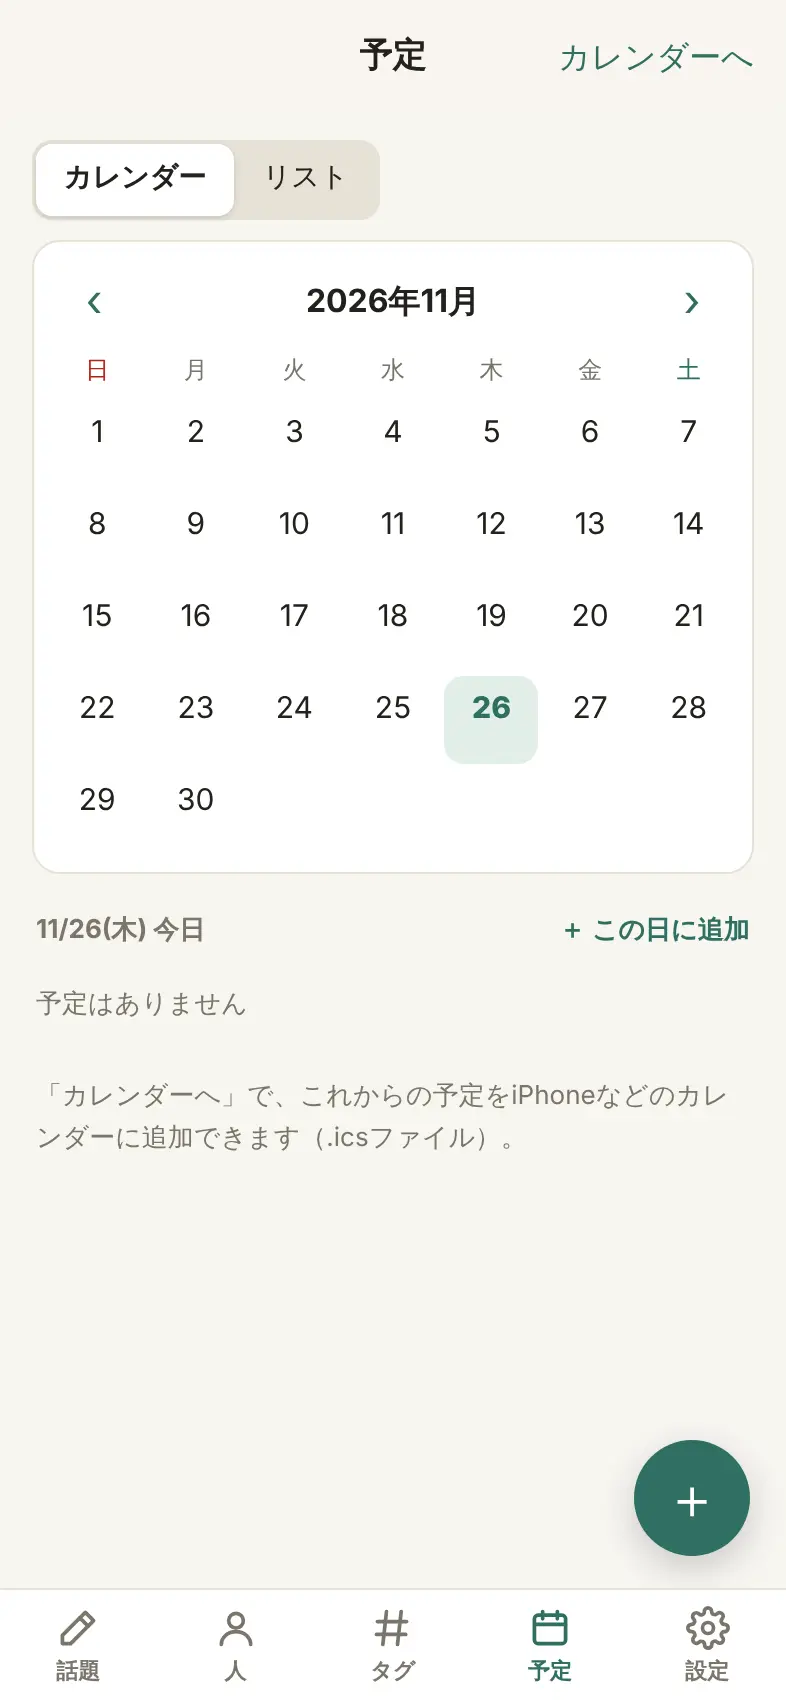 予定
カレンダーへ
カレンダー
リスト
‹ 2026年11月 ›
日 月 火 水 木 金 土
1 2 3 4 5 6 7
8 9 10 11 12 13 14
15 16 17 18 19 20 21
22 23 24 25 26 27 28
29 30
11/26(木) 今日
+ この日に追加
予定はありません
「カレンダーへ」で、これからの予定をiPhoneなどのカレ
ンダーに追加できます（.icsファイル）。
+
話題 人 タグ 予定 設定